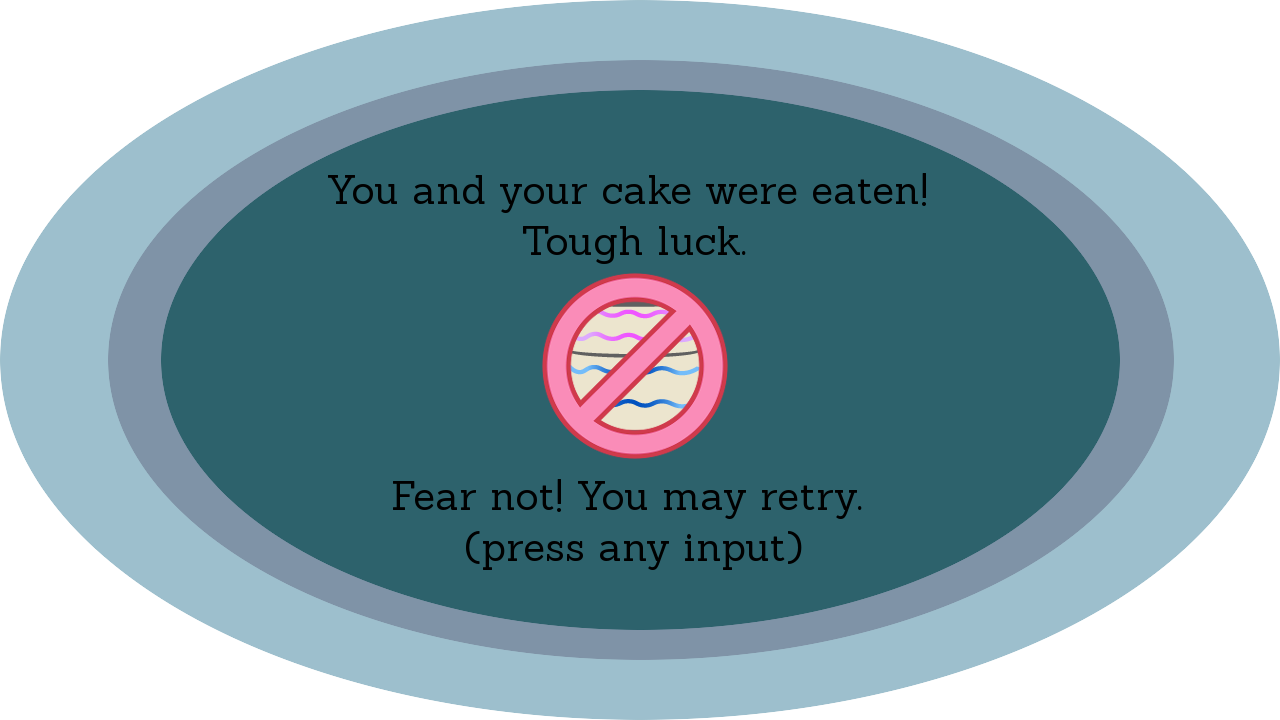 You and your cake were eaten!
Tough luck.
Fear not! You may retry.
(press any input)